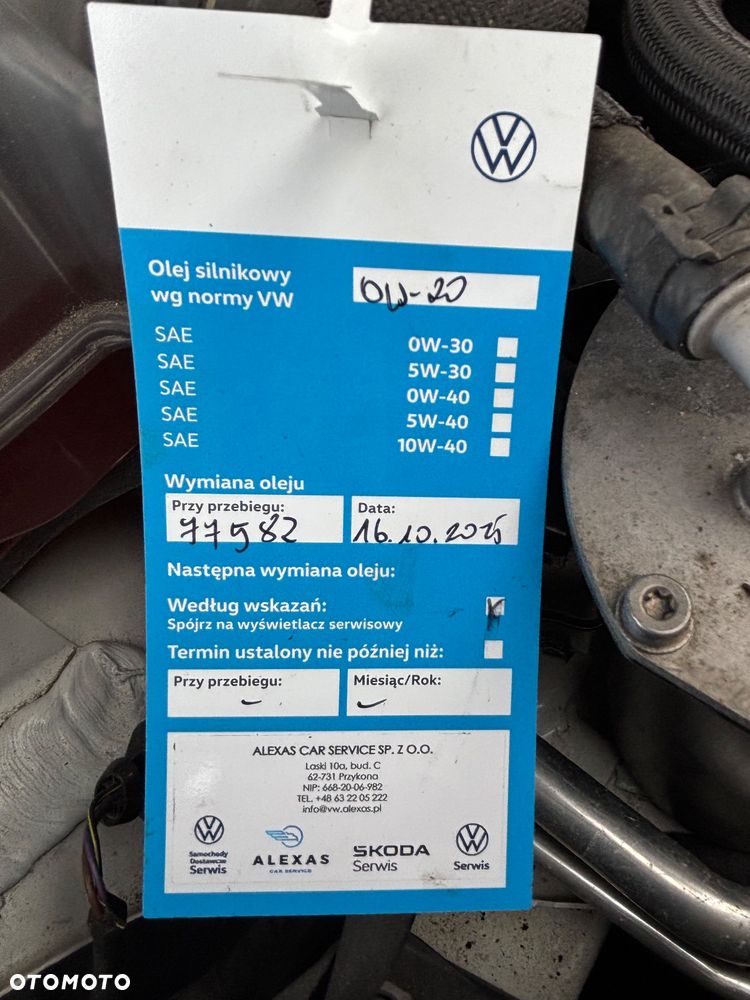 Olej silnikowy
wg normy VW
0W-20
SAE 0W-30
SAE 5W-30
SAE 0W-40
SAE 5W-40
SAE 10W-40
Wymiana oleju
Przy przebiegu:
77582
Data:
16.10.2025
Następna wymiana oleju:
Według wskazań:
Spójrz na wyświetlacz serwisowy
Termin ustalony nie później niż:
Przy przebiegu:
Miesiąc/Rok:
ALEXAS CAR SERVICE SP. Z O.O.
Laski 10a, bud. C
62-731 Przykona
NIP: 668-20-06-982
TEL. +48 63 22 05 222
info@vw.alexas.pl
Samochody
Dostawcze
Serwis
ALEXAS
CAR SERVICE
SKODA
Serwis
Serwis
OTOMOTO